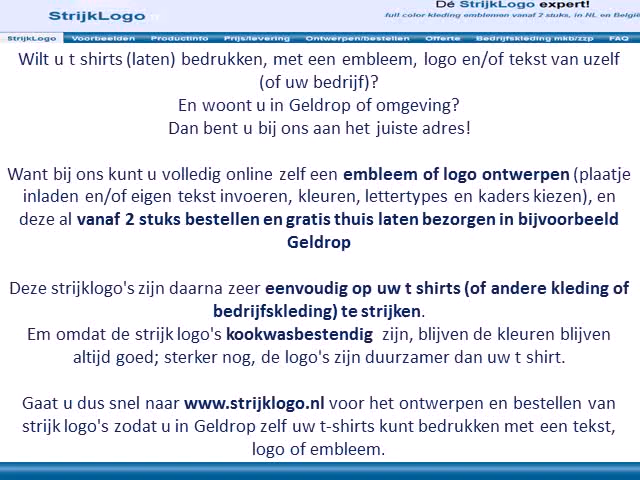 StrijkLogo
Dé StrijkLogo expert!
full color kleding emblemen vanaf 2 stuks, in NL en België
StrijkLogo Voorbeelden Productinfo Prijs/levering Ontwerpen/bestellen Offerte Bedrijfskleding mkb/zzp FAQ
Wilt u t shirts (laten) bedrukken, met een embleem, logo en/of tekst van uzelf
(of uw bedrijf)?
En woont u in Geldrop of omgeving?
Dan bent u bij ons aan het juiste adres!
Want bij ons kunt u volledig online zelf een embleem of logo ontwerpen (plaatje
inladen en/of eigen tekst invoeren, kleuren, lettertypes en kaders kiezen), en
deze al vanaf 2 stuks bestellen en gratis thuis laten bezorgen in bijvoorbeeld
Geldrop
Deze strijklogo's zijn daarna zeer eenvoudig op uw t shirts (of andere kleding of
bedrijfskleding) te strijken.
Em omdat de strijk logo's kookwasbestendig zijn, blijven de kleuren blijven
altijd goed; sterker nog, de logo's zijn duurzamer dan uw t shirt.
Gaat u dus snel naar www.strijklogo.nl voor het ontwerpen en bestellen van
strijk logo's zodat u in Geldrop zelf uw t-shirts kunt bedrukken met een tekst,
logo of embleem.